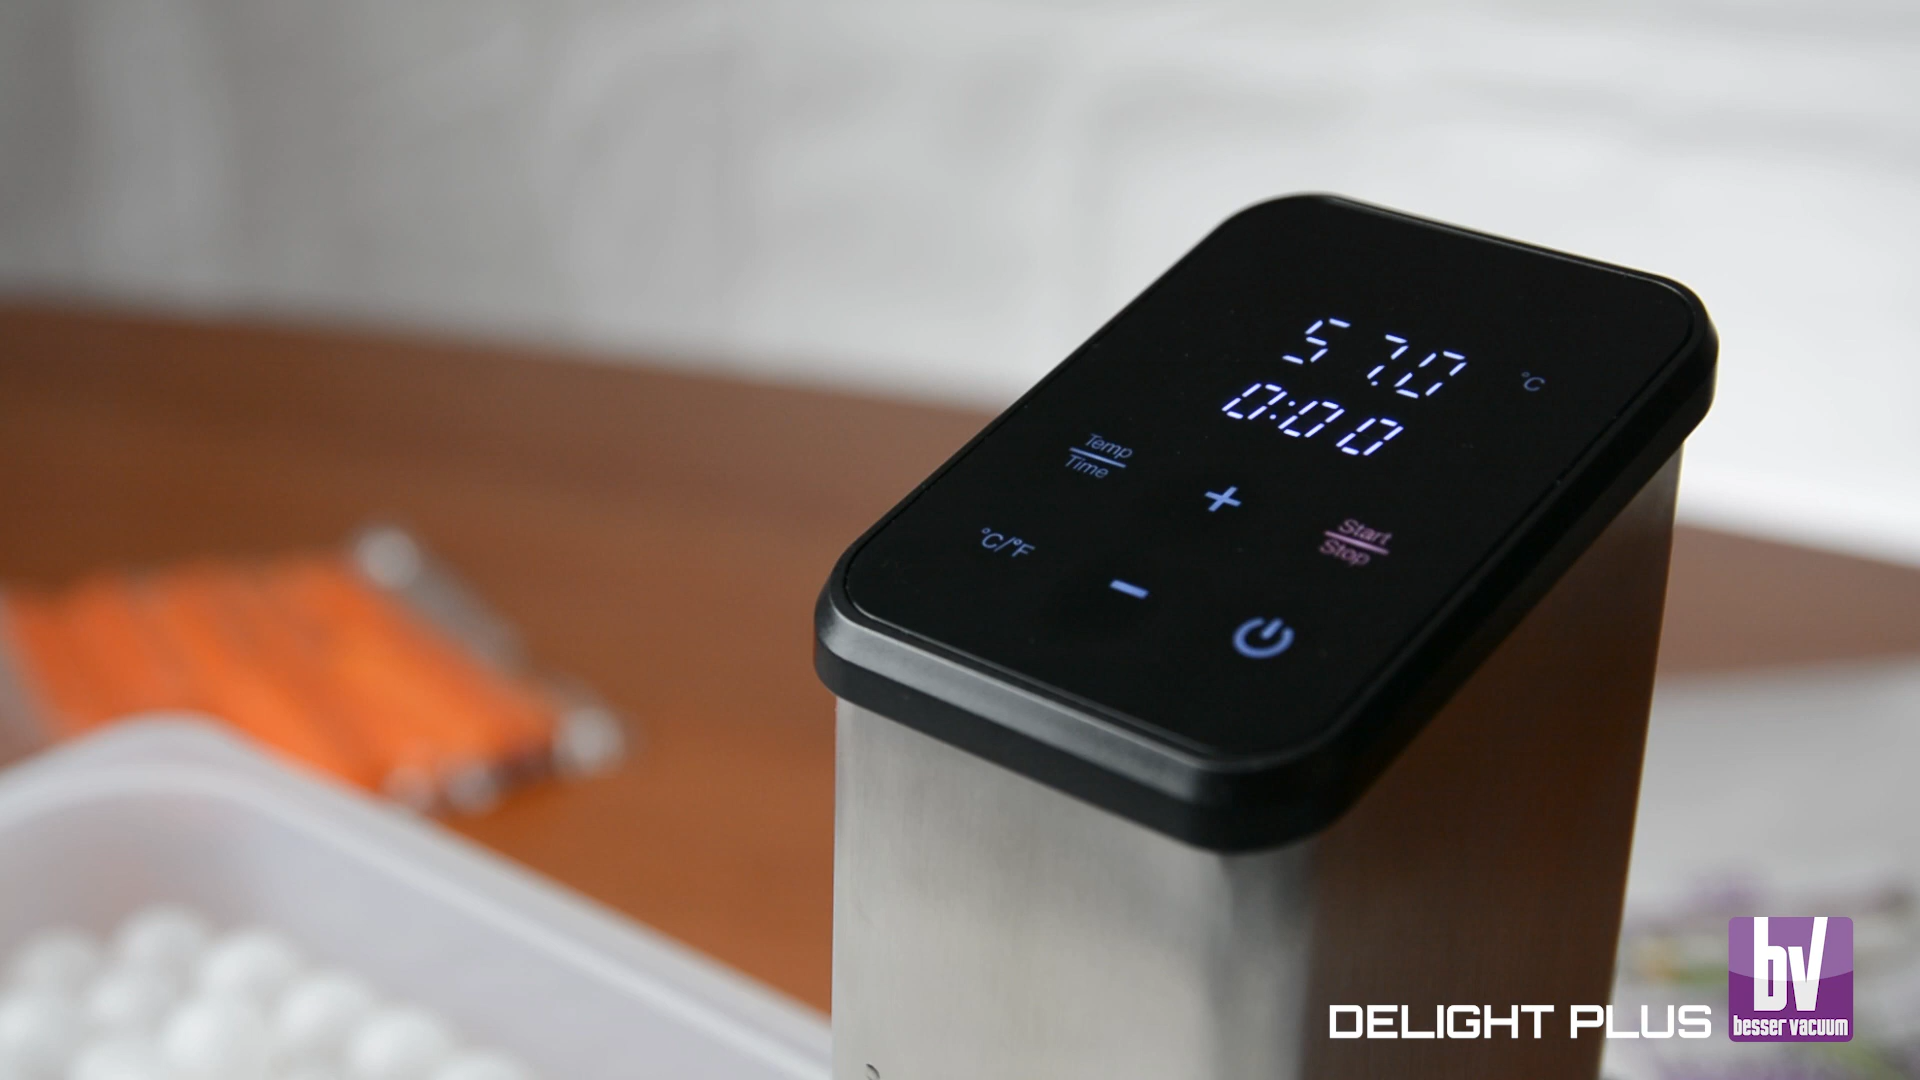 57.0 °C
0:00
Temp
Time
+
°C/°F
Start
Stop
-
DELIGHT PLUS
bv
besser vacuum